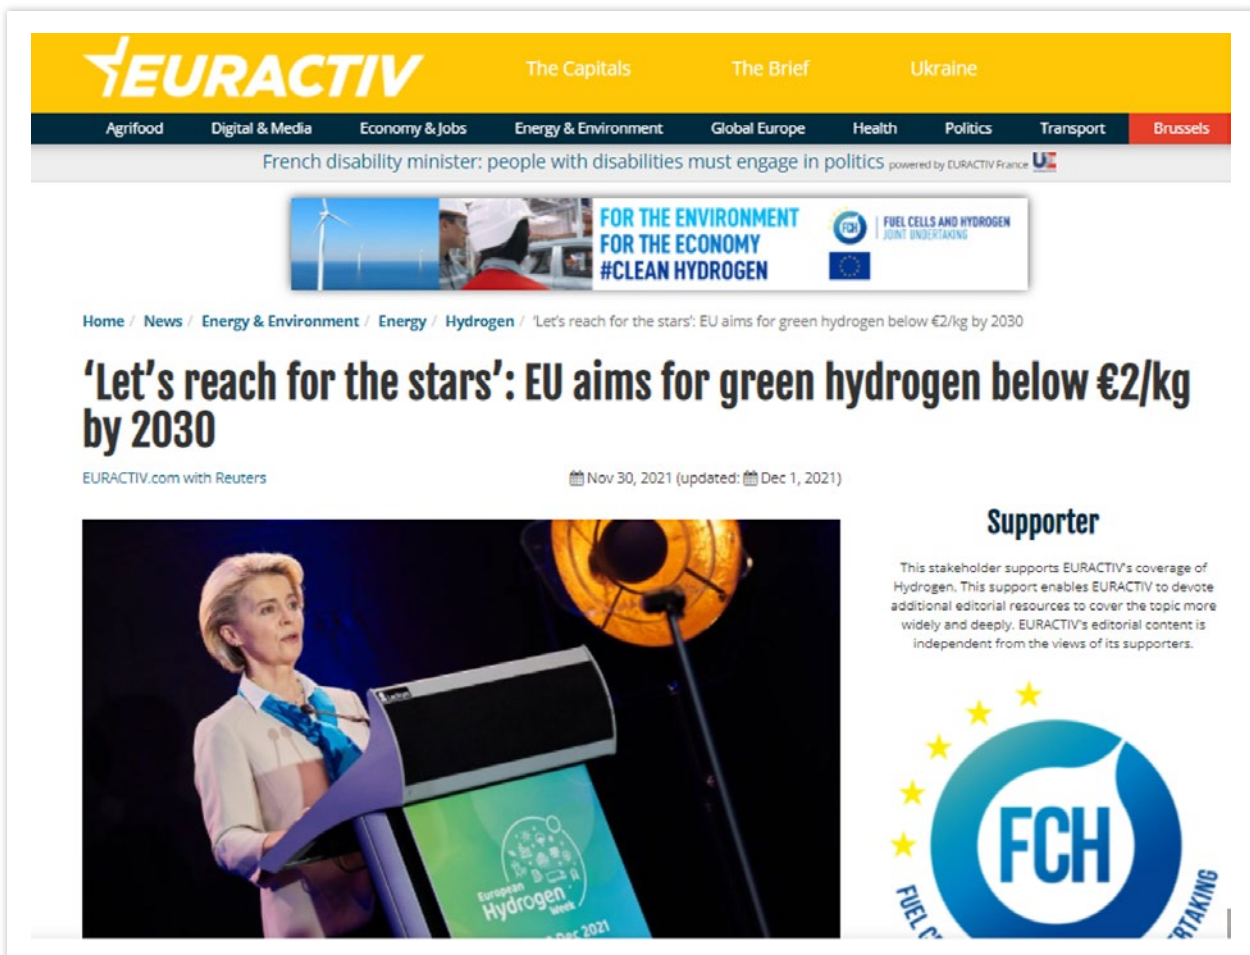 EURACTIV
The Capitals The Brief Ukraine
Agrifood Digital & Media Economy & Jobs Energy & Environment Global Europe Health Politics Transport Brussels
French disability minister: people with disabilities must engage in politics powered by EURACTIV France
FOR THE ENVIRONMENT
FOR THE ECONOMY
#CLEAN HYDROGEN
FCH
FUEL CELLS AND HYDROGEN
JOINT UNDERTAKING
Home / News / Energy & Environment / Energy / Hydrogen / 'Let's reach for the stars': EU aims for green hydrogen below €2/kg by 2030
‘Let’s reach for the stars’: EU aims for green hydrogen below €2/kg
by 2030
EURACTIV.com with Reuters Nov 30, 2021 (updated: Dec 1, 2021)
Supporter
This stakeholder supports EURACTIV's coverage of
Hydrogen. This support enables EURACTIV to devote
additional editorial resources to cover the topic more
widely and deeply. EURACTIV's editorial content is
independent from the views of its supporters.
European
Hydrogen
Week
Dec 2021
FCH
FUEL